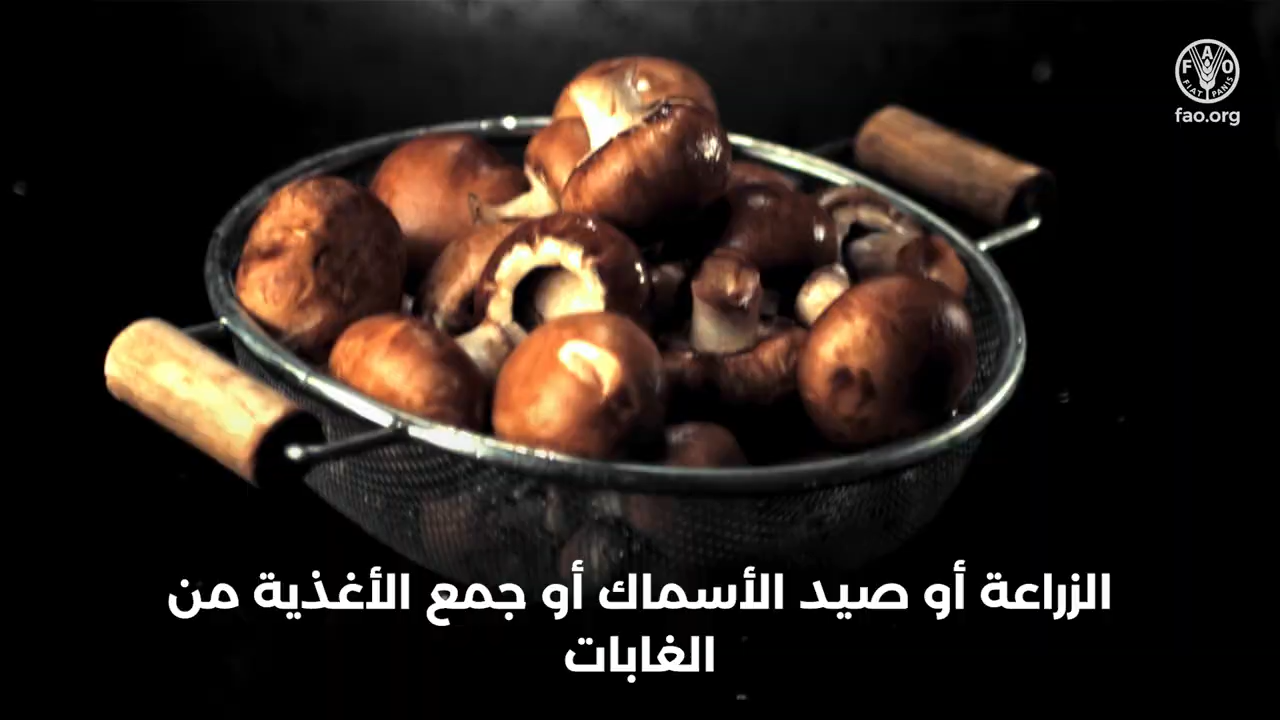 FAO
FIAT PANIS
fao.org
الزراعة أو صيد الأسماك أو جمع الأغذية من
الغابات